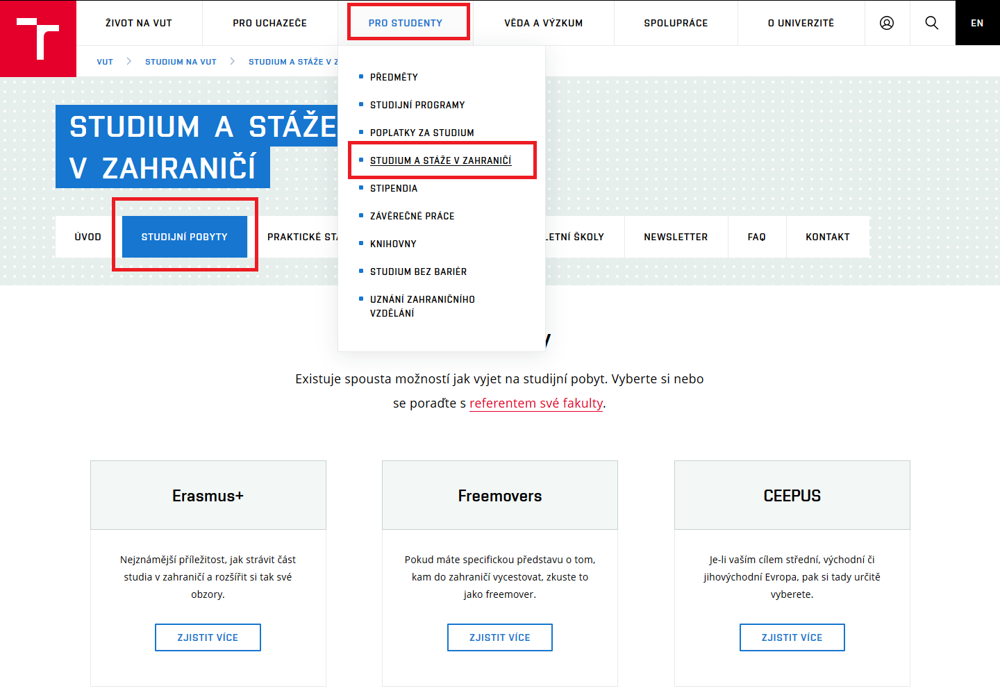 ŽIVOT NA VUT
PRO UCHAZEČE
PRO STUDENTY
VĚDA A VÝZKUM
SPOLUPRÁCE
O UNIVERZITĚ
EN
VUT
STUDIUM NA VUT
STUDIUM A STÁŽE V Z
PŘEDMĚTY
STUDIJNÍ PROGRAMY
POPLATKY ZA STUDIUM
STUDIUM A STÁŽE V ZAHRANIČÍ
STIPENDIA
ZÁVĚREČNÉ PRÁCE
KNIHOVNY
STUDIUM BEZ BARIÉR
UZNÁNÍ ZAHRANIČNÍHO
VZDĚLÁNÍ
STUDIUM A STÁŽE
V ZAHRANIČÍ
ÚVOD
STUDIJNÍ POBYTY
PRAKTICKÉ STÁ
LETNÍ ŠKOLY
NEWSLETTER
FAQ
KONTAKT
Existuje spousta možností jak vyjet na studijní pobyt. Vyberte si nebo
se poraďte s referentem své fakulty.
Erasmus+
Nejznámější příležitost, jak strávit část
studia v zahraničí a rozšířit si tak své
obzory.
ZJISTIT VÍCE
Freemovers
Pokud máte specifickou představu o tom,
kam do zahraničí vycestovat, zkuste to
jako freemover.
ZJISTIT VÍCE
CEEPUS
Je-li vaším cílem střední, východní či
jihovýchodní Evropa, pak si tady určitě
vyberete.
ZJISTIT VÍCE